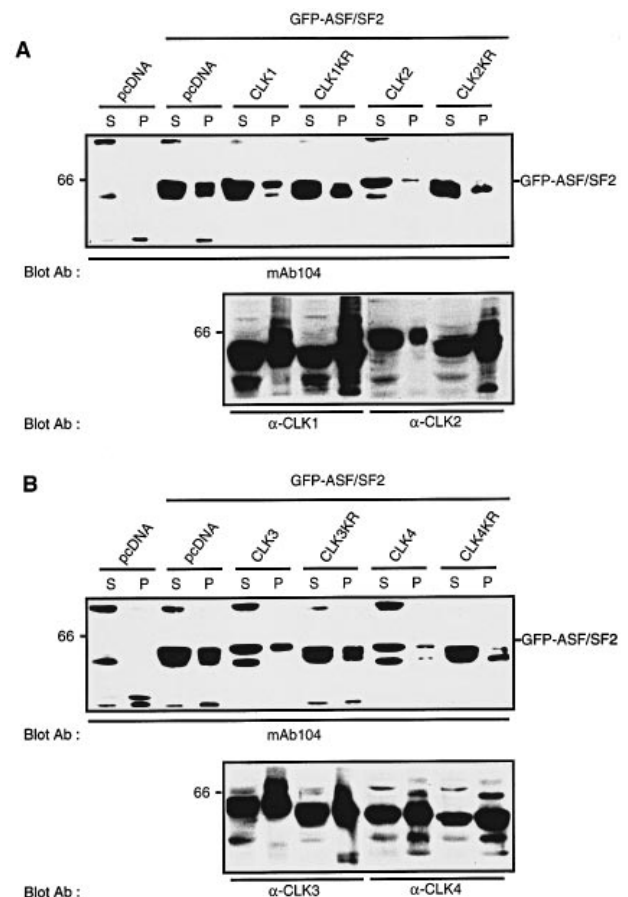 GFP-ASF/SF2
A
pcDNA pcDNA CLK1 CLK1KR CLK2 CLK2KR
S P S P S P S P S P S P
66
GFP-ASF/SF2
Blot Ab : mAb104
66
Blot Ab : α-CLK1 α-CLK2
GFP-ASF/SF2
B
pcDNA pcDNA CLK3 CLK3KR CLK4 CLK4KR
S P S P S P S P S P S P
66
GFP-ASF/SF2
Blot Ab : mAb104
66
Blot Ab : α-CLK3 α-CLK4